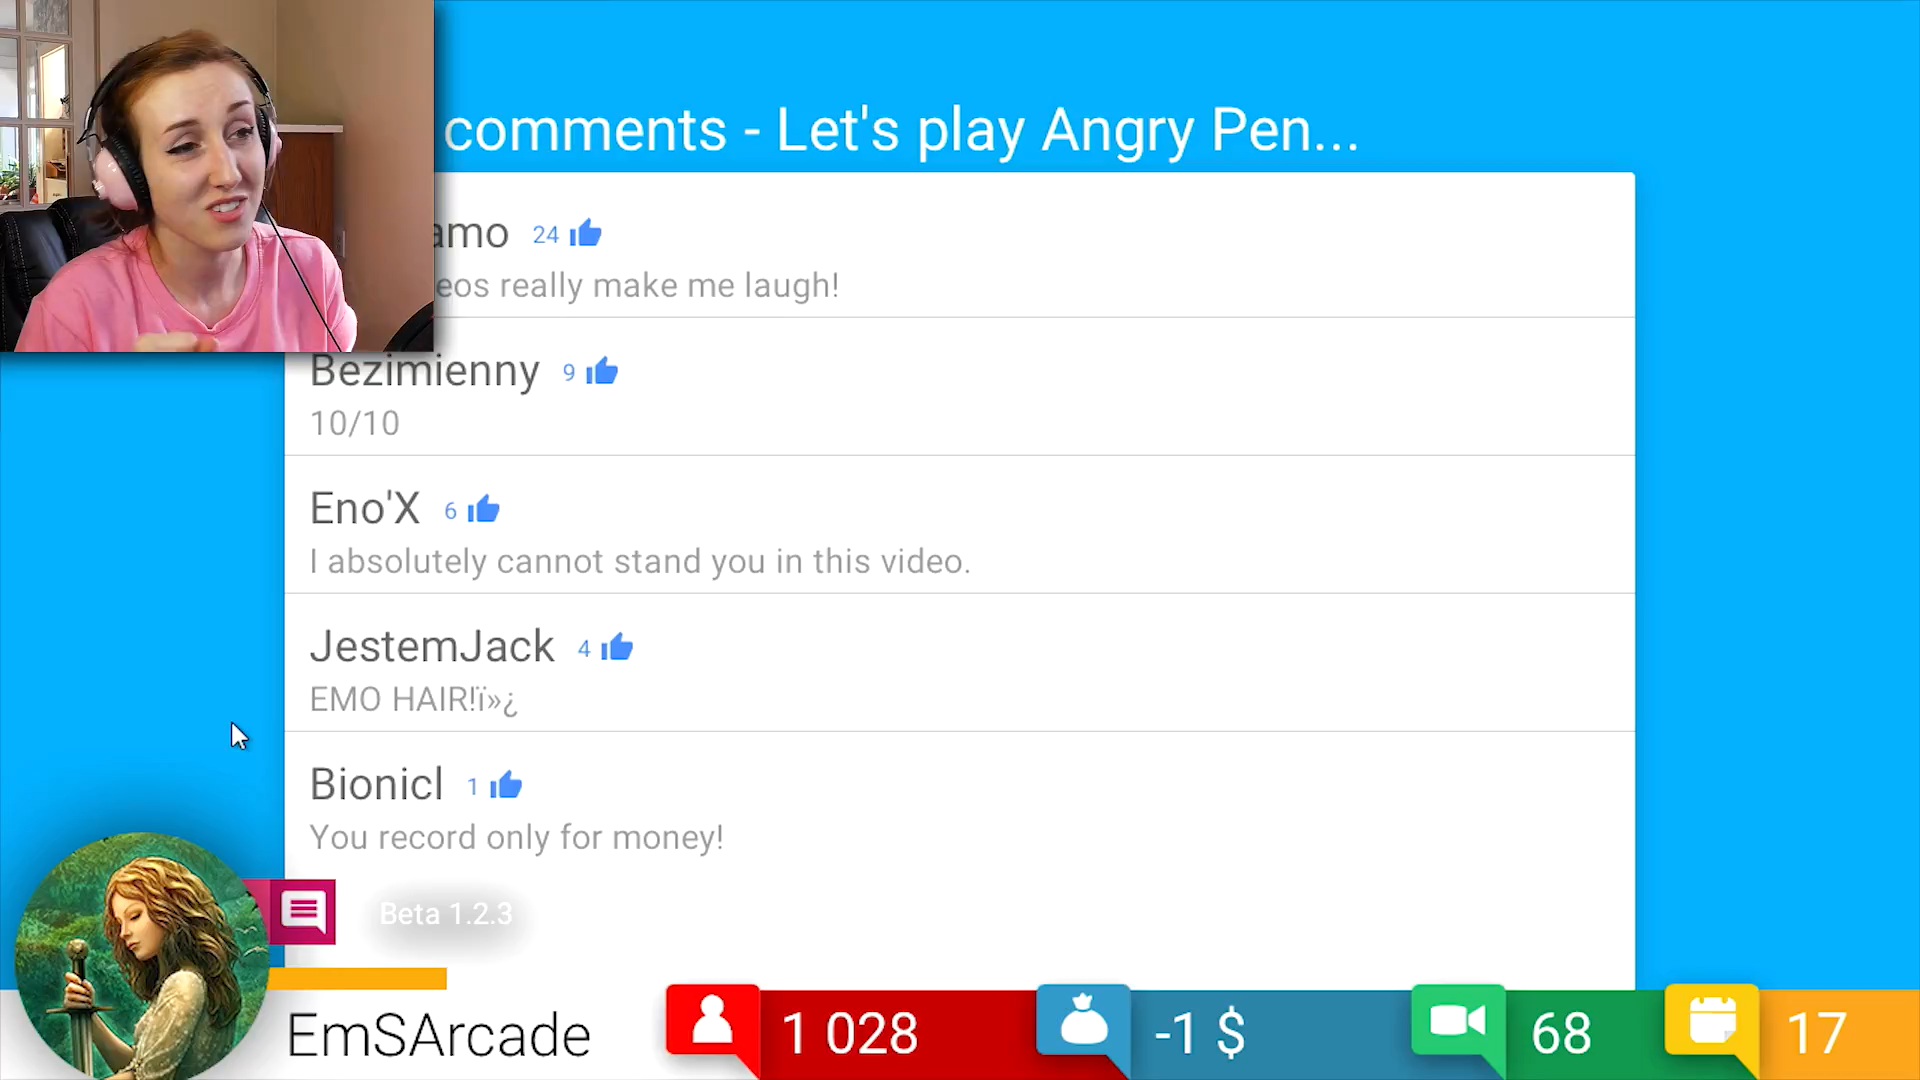 comments - Let's play Angry Pen...
amo 24
eos really make me laugh!
Bezimienny 9
10/10
Eno'X 6
I absolutely cannot stand you in this video.
JestemJack 4
EMO HAIR!ï»¿
Bionicl 1
You record only for money!
Beta 1.2.3
EmSArcade 1 028 -1 $ 68 17